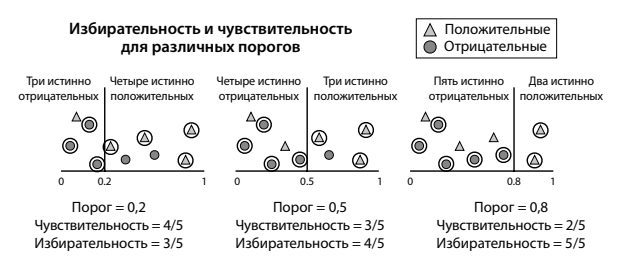 Избирательность и чувствительность
для различных порогов
Положительные
Отрицательные
Три истинно
отрицательных
Четыре истинно
положительных
0
0.2
1
Порог = 0,2
Чувствительность = 4/5
Избирательность = 3/5
Четыре истинно
отрицательных
Три истинно
положительных
0
0.5
1
Порог = 0,5
Чувствительность = 3/5
Избирательность = 4/5
Пять истинно
отрицательных
Два истинно
положительных
0
0.8
1
Порог = 0,8
Чувствительность = 2/5
Избирательность = 5/5